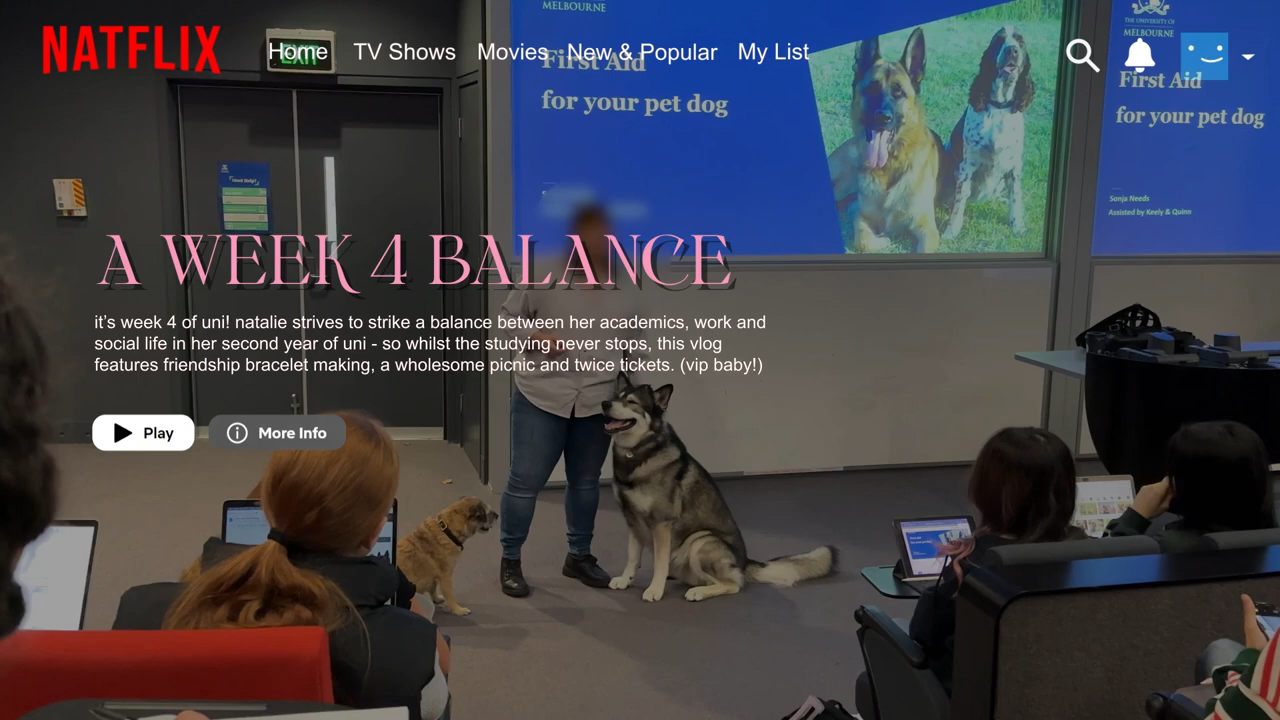 NATFLIX
Home
TV Shows
Movies
New & Popular
My List
EXIT
MELBOURNE
First Aid
for your pet dog
THE UNIVERSITY OF
MELBOURNE
First Aid
for your pet dog
Sonja Needs
Assisted by Keely & Quinn
Need Help?
A WEEK 4 BALANCE
it's week 4 of uni! natalie strives to strike a balance between her academics, work and
social life in her second year of uni - so whilst the studying never stops, this vlog
features friendship bracelet making, a wholesome picnic and twice tickets. (vip baby!)
Play
More Info